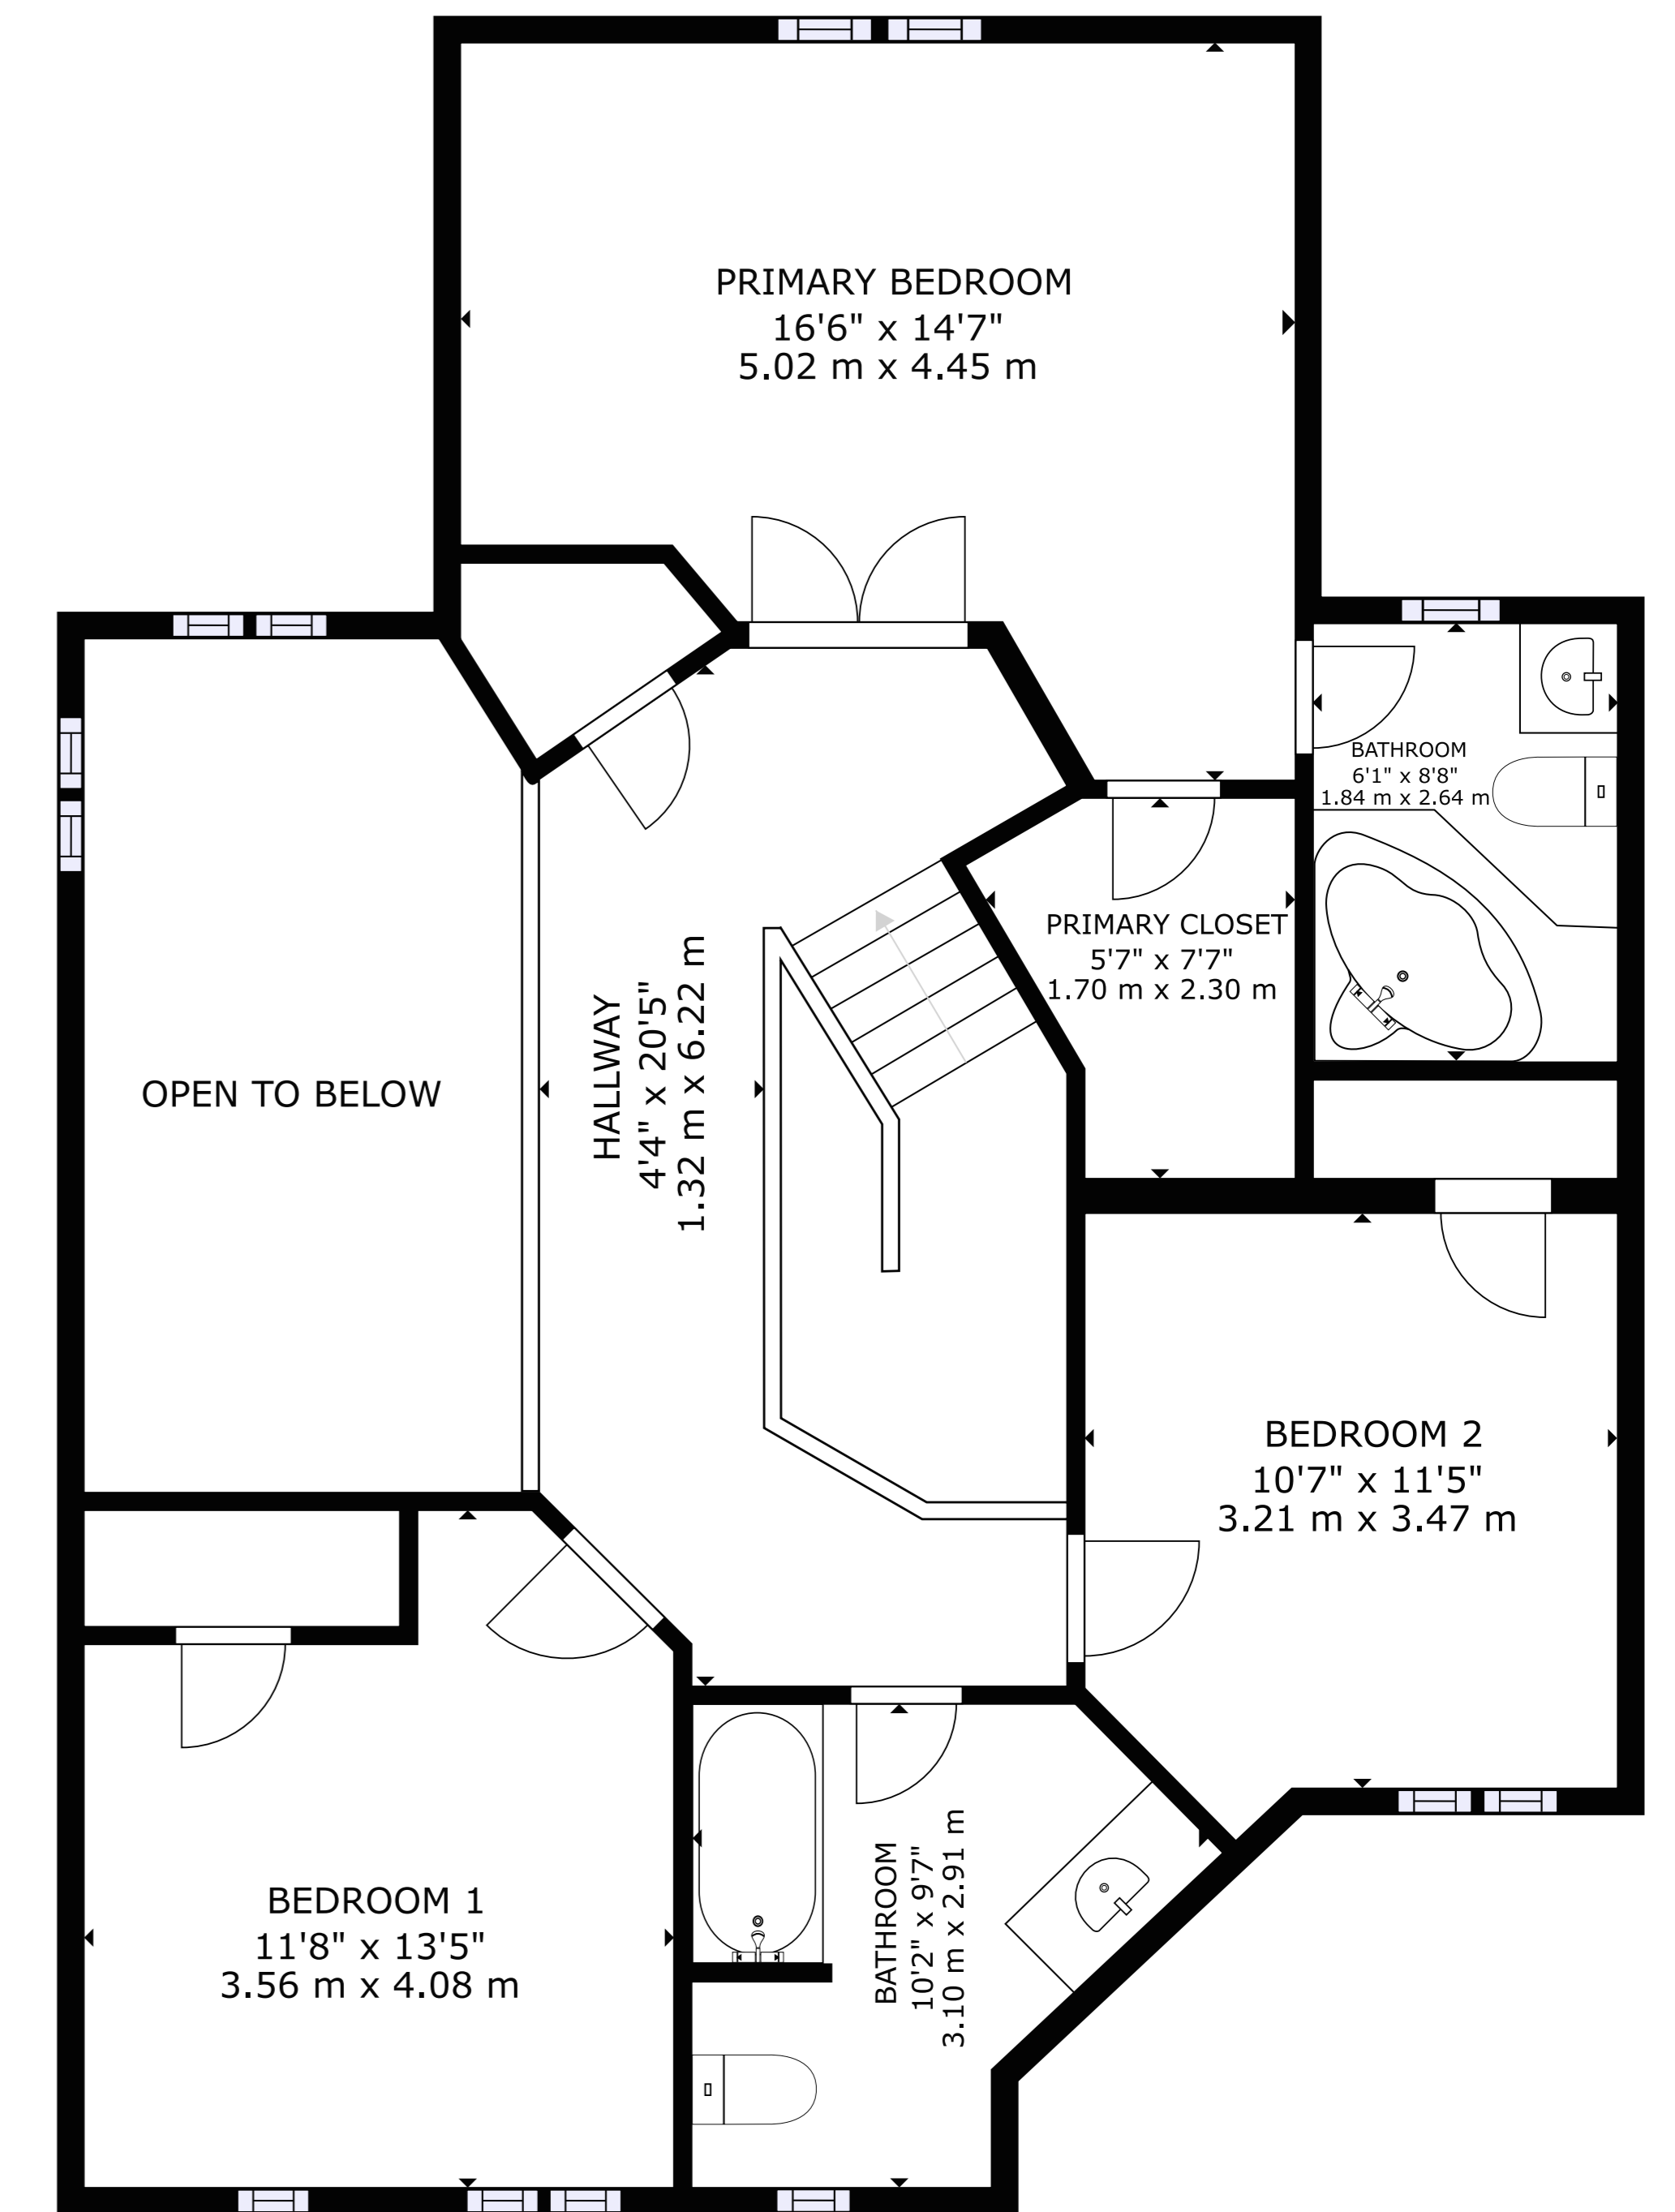 PRIMARY BEDROOM
16'6" x 14'7"
5.02 m x 4.45 m
BATHROOM
6'1" x 8'8"
1.84 m x 2.64 m
PRIMARY CLOSET
5'7" x 7'7"
1.70 m x 2.30 m
OPEN TO BELOW
HALLWAY
4'4" x 20'5"
1.32 m x 6.22 m
BEDROOM 2
10'7" x 11'5"
3.21 m x 3.47 m
BEDROOM 1
11'8" x 13'5"
3.56 m x 4.08 m
BATHROOM
10'2" x 9'7"
3.10 m x 2.91 m